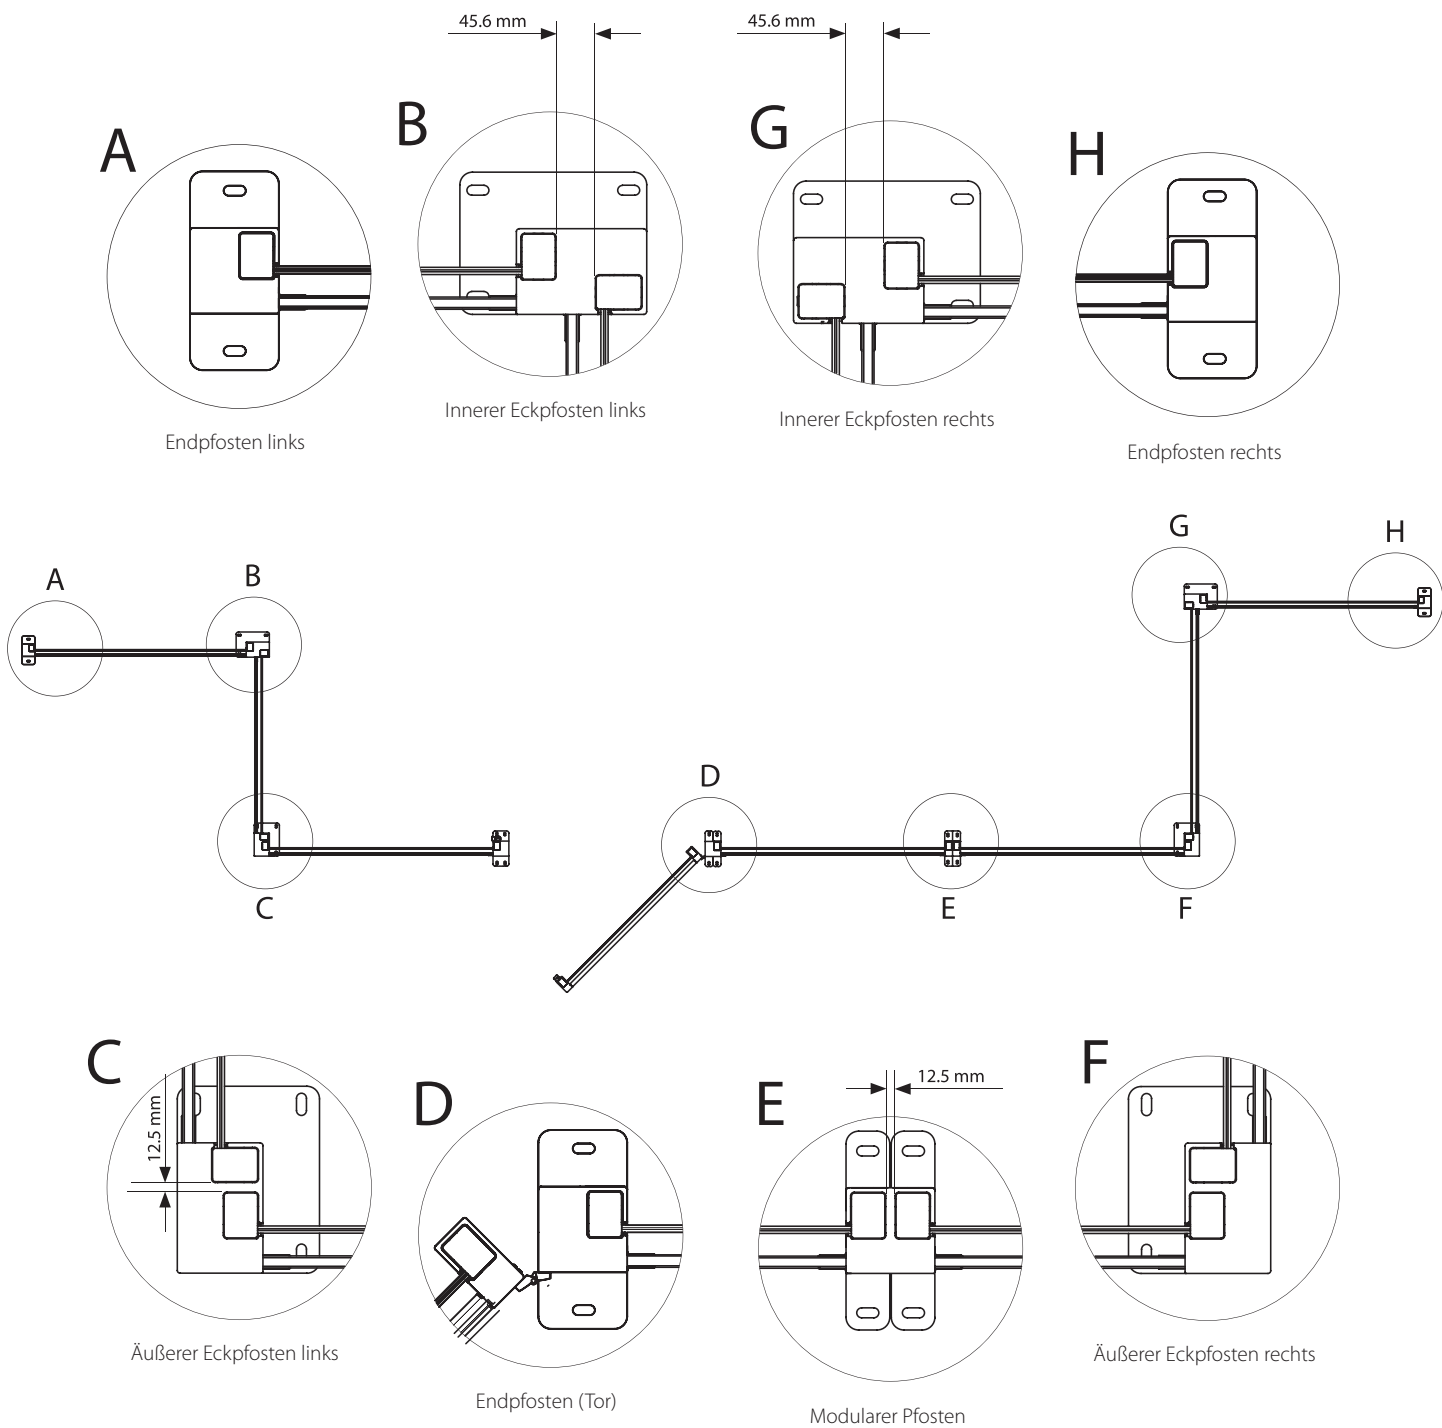 45.6 mm
45.6 mm
A
B
G
H
Endpfosten links
Innerer Eckpfosten links
Innerer Eckpfosten rechts
Endpfosten rechts
A
B
G
H
D
C
E
F
C
12.5 mm
D
E
12.5 mm
F
Äußerer Eckpfosten links
Endpfosten (Tor)
Modularer Pfosten
Äußerer Eckpfosten rechts